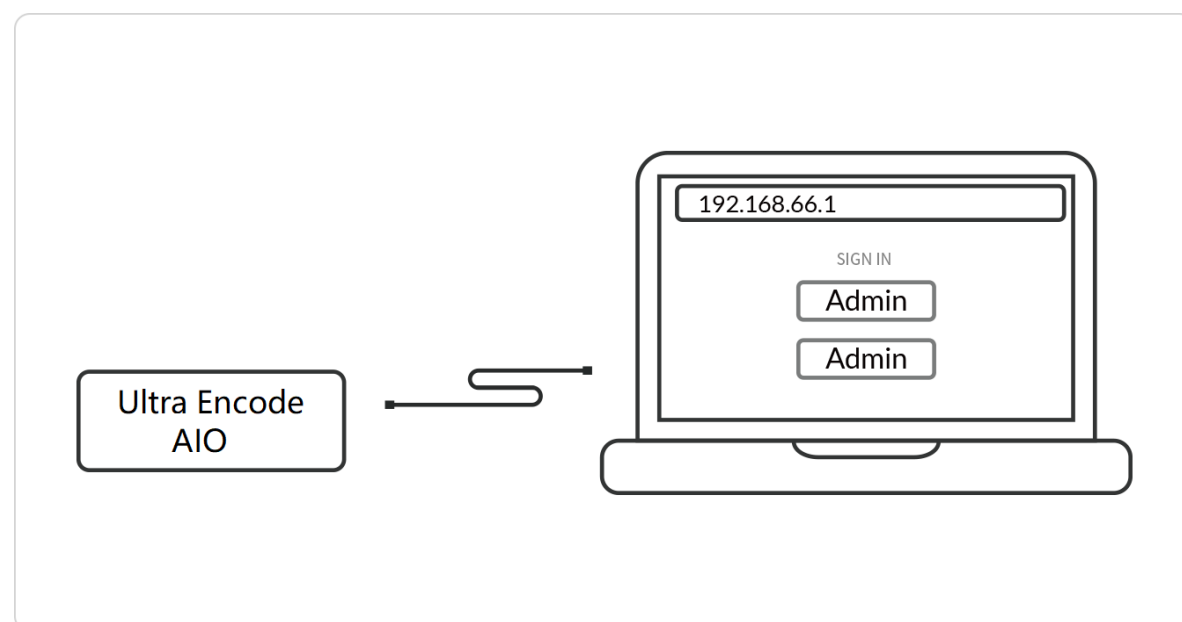 192.168.66.1
SIGN IN
Admin
Admin
Ultra Encode
AIO